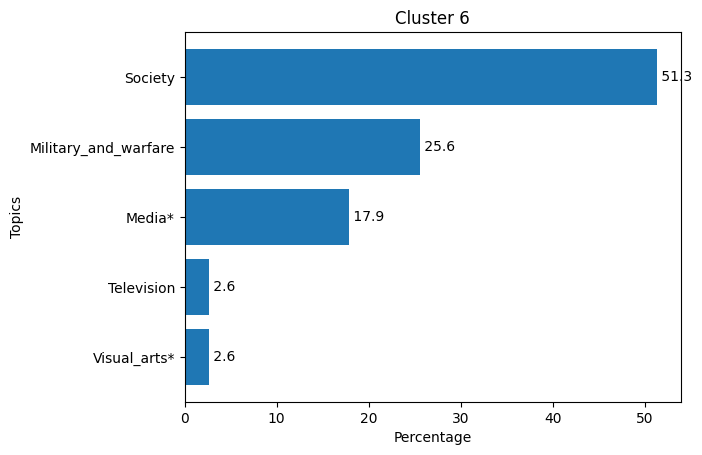 Cluster 6
Topics
Society 51.3
Military_and_warfare 25.6
Media* 17.9
Television 2.6
Visual_arts* 2.6
0 10 20 30 40 50
Percentage